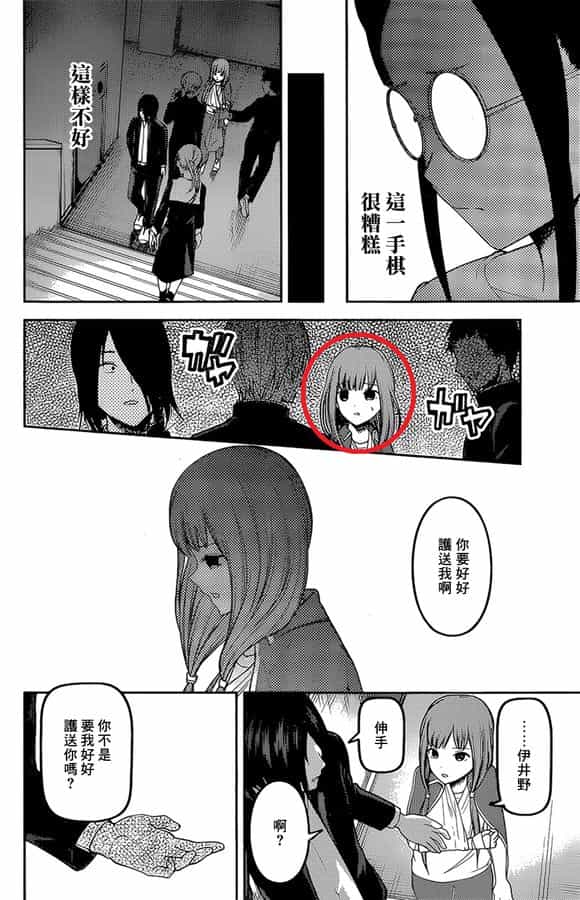 這一手棋
很糟糕
這樣不好
ガヤ
ガヤ
你要好好
護送我啊
……
伊井野
伸手
啊？
你不是
要我好好
護送你嗎？